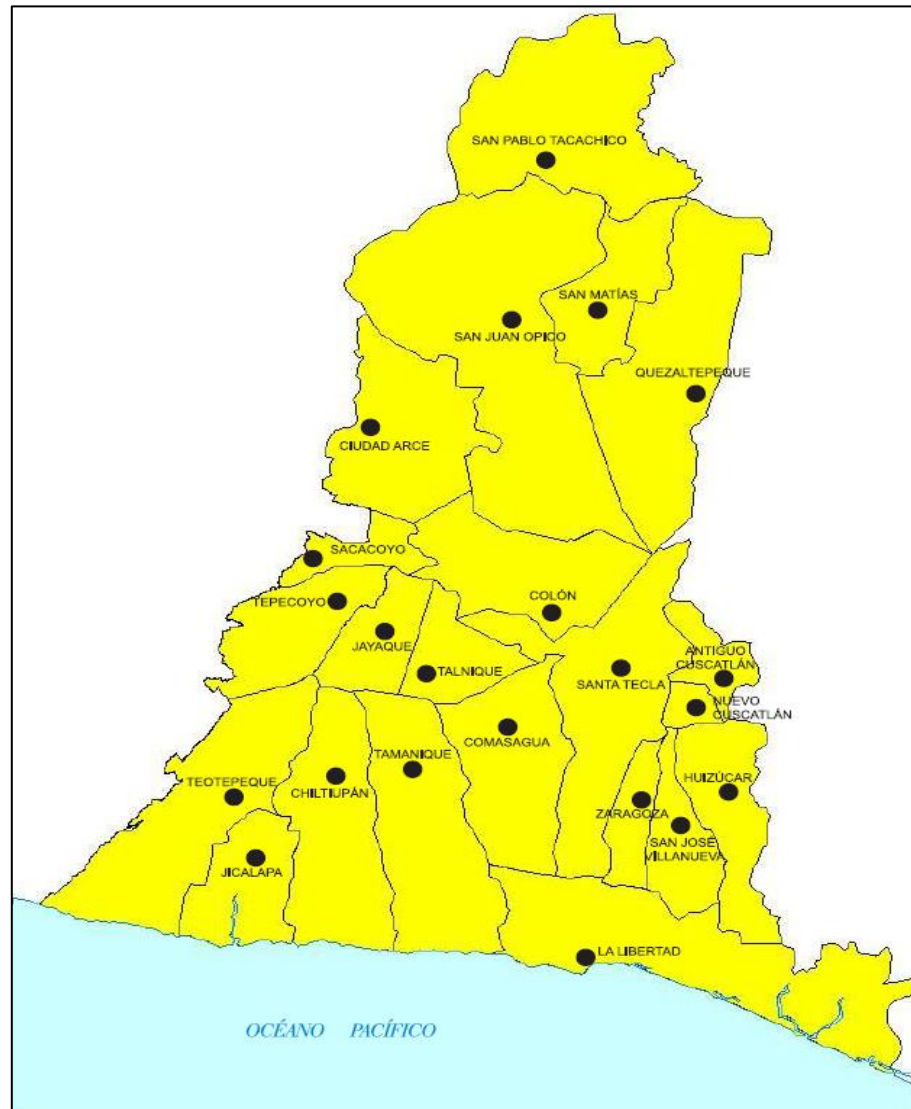 SAN PABLO TACACHICO
SAN MATÍAS
SAN JUAN OPICO
QUEZALTEPEQUE
CIUDAD ARCE
SACACOYO
COLÓN
TEPECOYO
JAYAQUE
ANTIGUO
CUSCATLÁN
TALNIQUE
SANTA TECLA
NUEVO
CUSCATLÁN
COMASAGUA
TAMANIQUE
TEOTEPEQUE
CHILTIUPÁN
HUIZÚCAR
ZARAGOZA
SAN JOSÉ
VILLANUEVA
JICALAPA
LA LIBERTAD
OCÉANO PACÍFICO